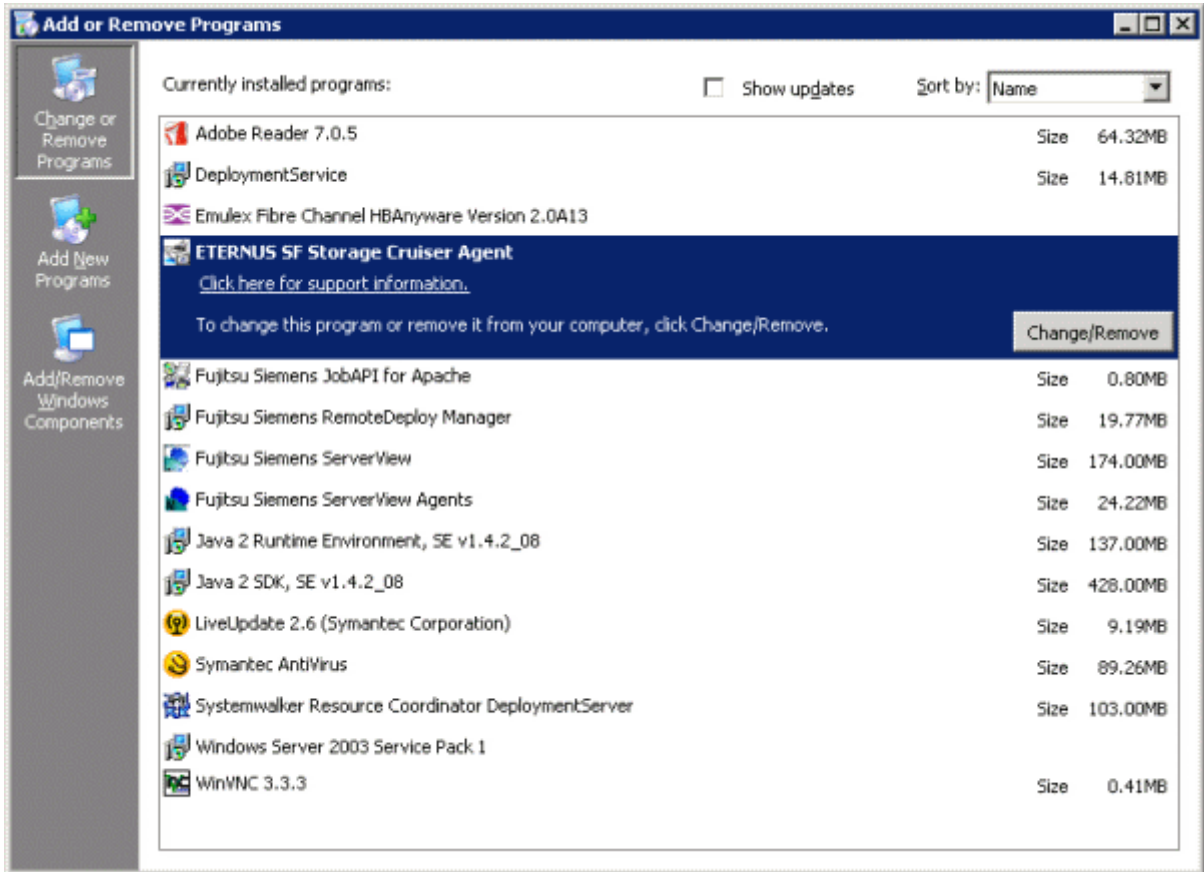 Add or Remove Programs
Change or
Remove
Programs
Add New
Programs
Add/Remove
Windows
Components
Currently installed programs:
Show updates
Sort by: Name
Adobe Reader 7.0.5 Size 64.32MB
DeploymentService Size 14.81MB
Emulex Fibre Channel HBAnyware Version 2.0A13
ETERNUS SF Storage Cruiser Agent
Click here for support information.
To change this program or remove it from your computer, click Change/Remove.
Change/Remove
Fujitsu Siemens JobAPI for Apache Size 0.80MB
Fujitsu Siemens RemoteDeploy Manager Size 19.77MB
Fujitsu Siemens ServerView Size 174.00MB
Fujitsu Siemens ServerView Agents Size 24.22MB
Java 2 Runtime Environment, SE v1.4.2_08 Size 137.00MB
Java 2 SDK, SE v1.4.2_08 Size 428.00MB
LiveUpdate 2.6 (Symantec Corporation) Size 9.19MB
Symantec AntiVirus Size 89.26MB
Systemwalker Resource Coordinator DeploymentServer Size 103.00MB
Windows Server 2003 Service Pack 1
WinVNC 3.3.3 Size 0.41MB